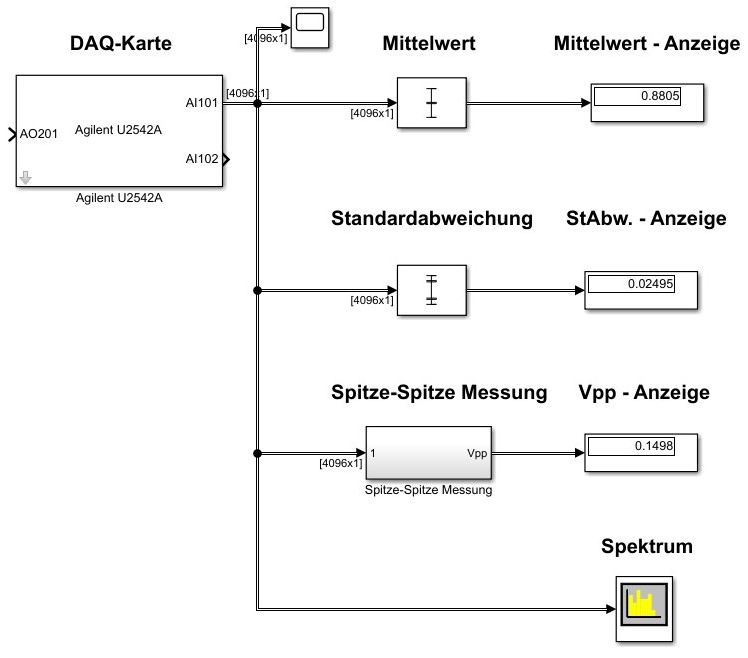 DAQ-Karte
Mittelwert
Mittelwert - Anzeige
[4096x1]
[4096x1]
AI101
AO201
Agilent U2542A
AI102
Agilent U2542A
[4096x1]
0.8805
Standardabweichung
StAbw. - Anzeige
[4096x1]
0.02495
Spitze-Spitze Messung
Vpp - Anzeige
[4096x1]
1
Vpp
Spitze-Spitze Messung
0.1498
Spektrum